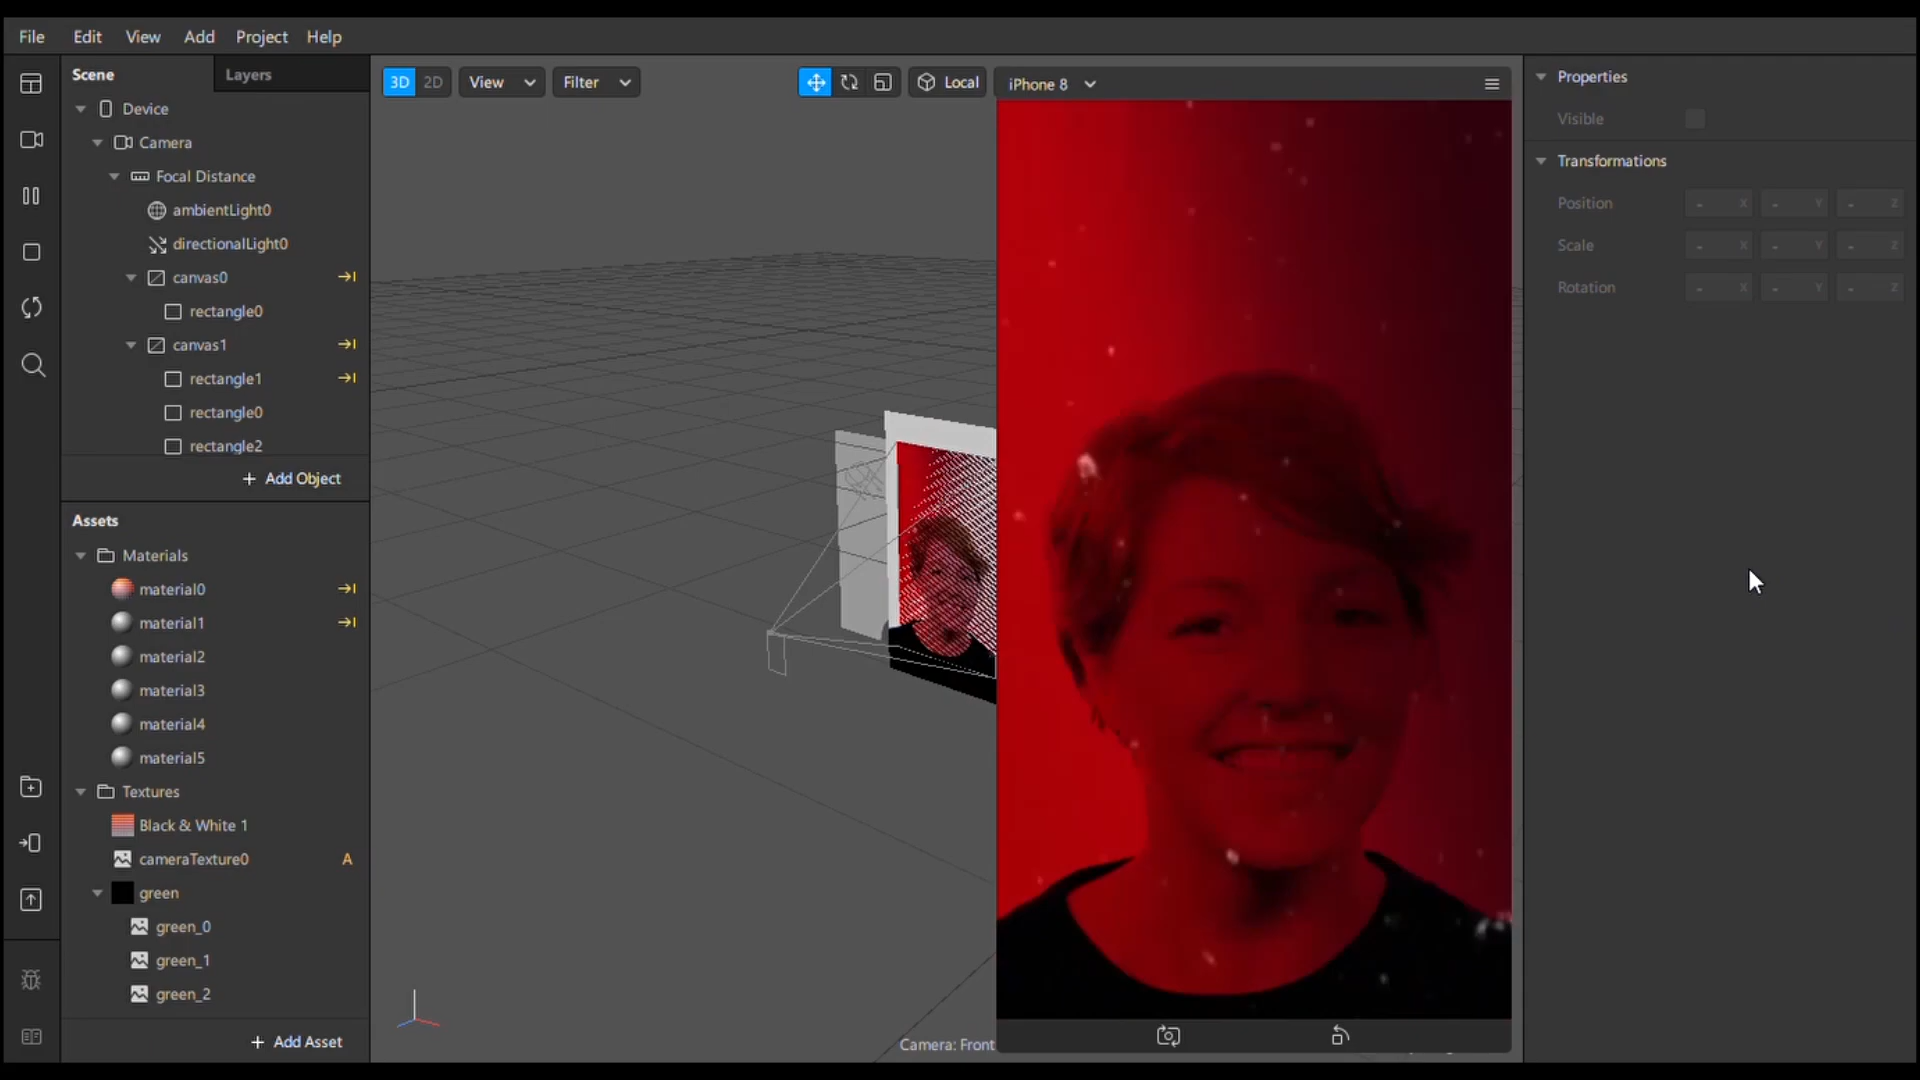 File Edit View Add Project Help
Scene Layers
Device
Camera
Focal Distance
ambientLight0
directionalLight0
canvas0
rectangle0
canvas1
rectangle1
rectangle0
rectangle2
+ Add Object
Assets
Materials
material0
material1
material2
material3
material4
material5
Textures
Black & White 1
cameraTexture0 A
green
green_0
green_1
green_2
+ Add Asset
3D 2D View Filter Local
Camera: Front
iPhone 8
Properties
Visible
Transformations
Position - X - Y - Z
Scale - X - Y - Z
Rotation - X - Y - Z